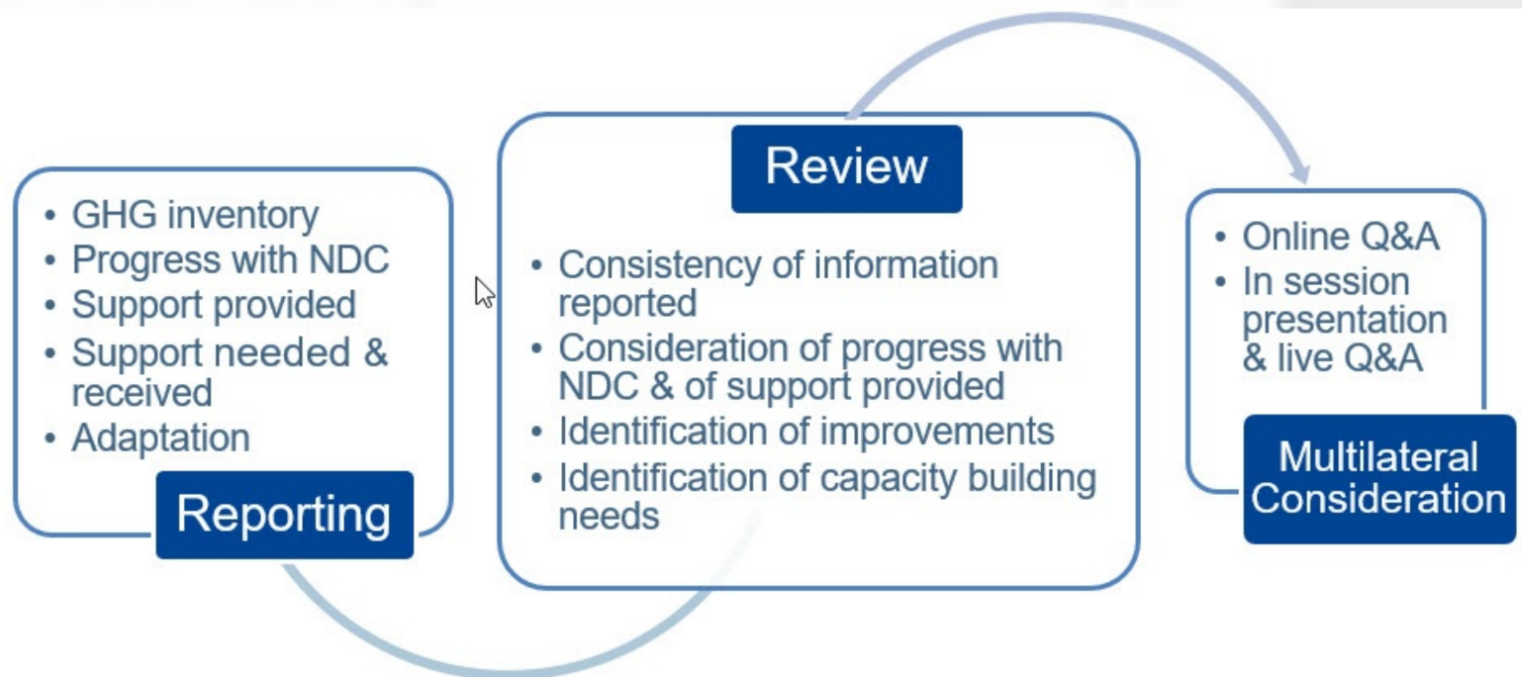 • GHG inventory
• Progress with NDC
• Support provided
• Support needed &
received
• Adaptation
Reporting
Review
• Consistency of information
reported
• Consideration of progress with
NDC & of support provided
• Identification of improvements
• Identification of capacity building
needs
• Online Q&A
• In session
presentation
& live Q&A
Multilateral
Consideration